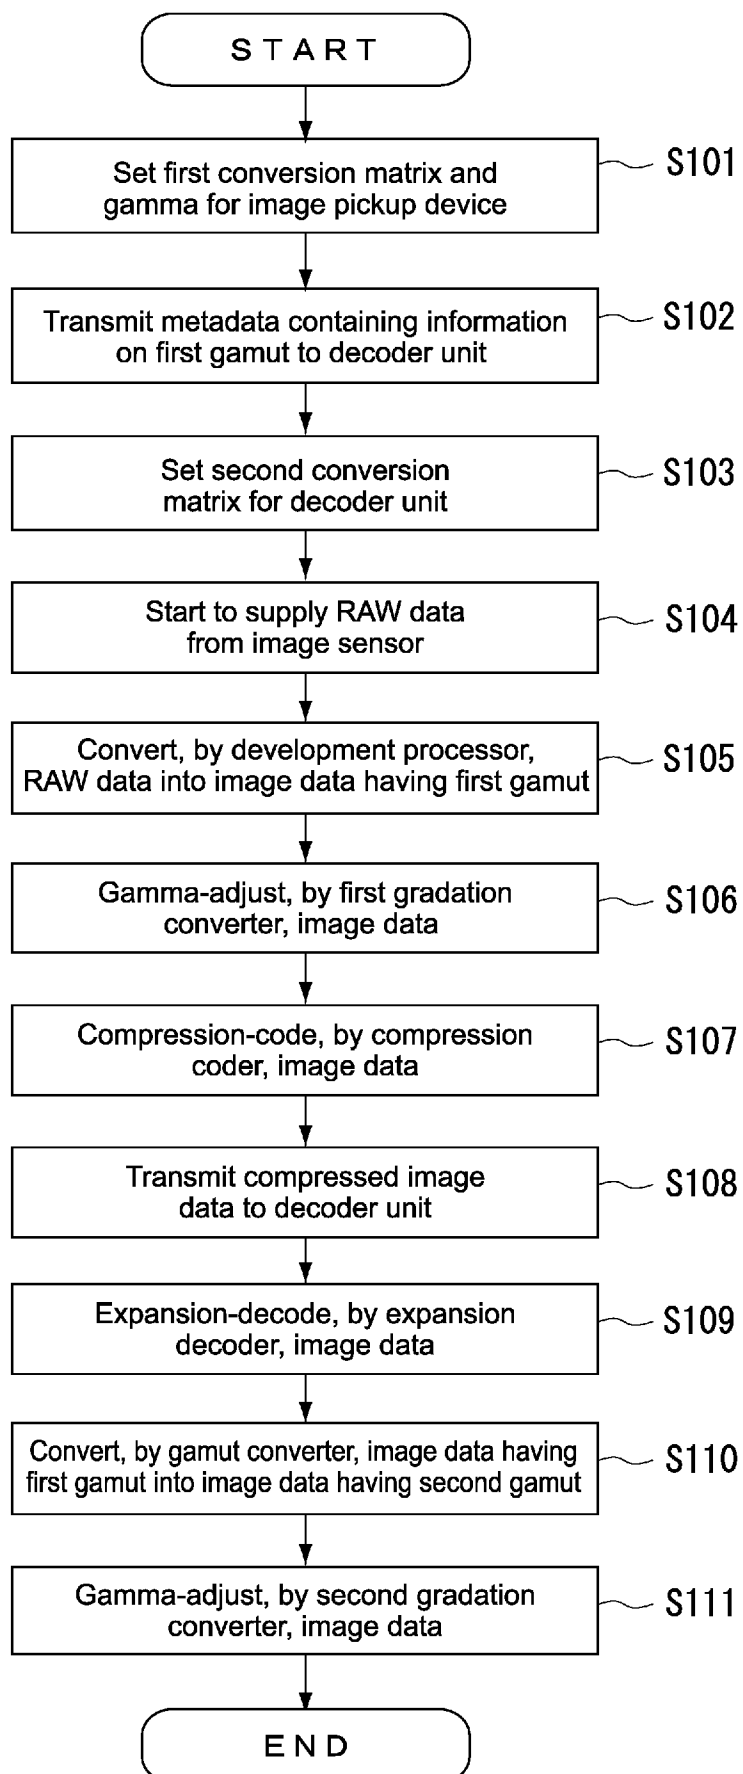 START
Set first conversion matrix and
gamma for image pickup device
S101
Transmit metadata containing information
on first gamut to decoder unit
S102
Set second conversion
matrix for decoder unit
S103
Start to supply RAW data
from image sensor
S104
Convert, by development processor,
RAW data into image data having first gamut
S105
Gamma-adjust, by first gradation
converter, image data
S106
Compression-code, by compression
coder, image data
S107
Transmit compressed image
data to decoder unit
S108
Expansion-decode, by expansion
decoder, image data
S109
Convert, by gamut converter, image data having
first gamut into image data having second gamut
S110
Gamma-adjust, by second gradation
converter, image data
S111
END